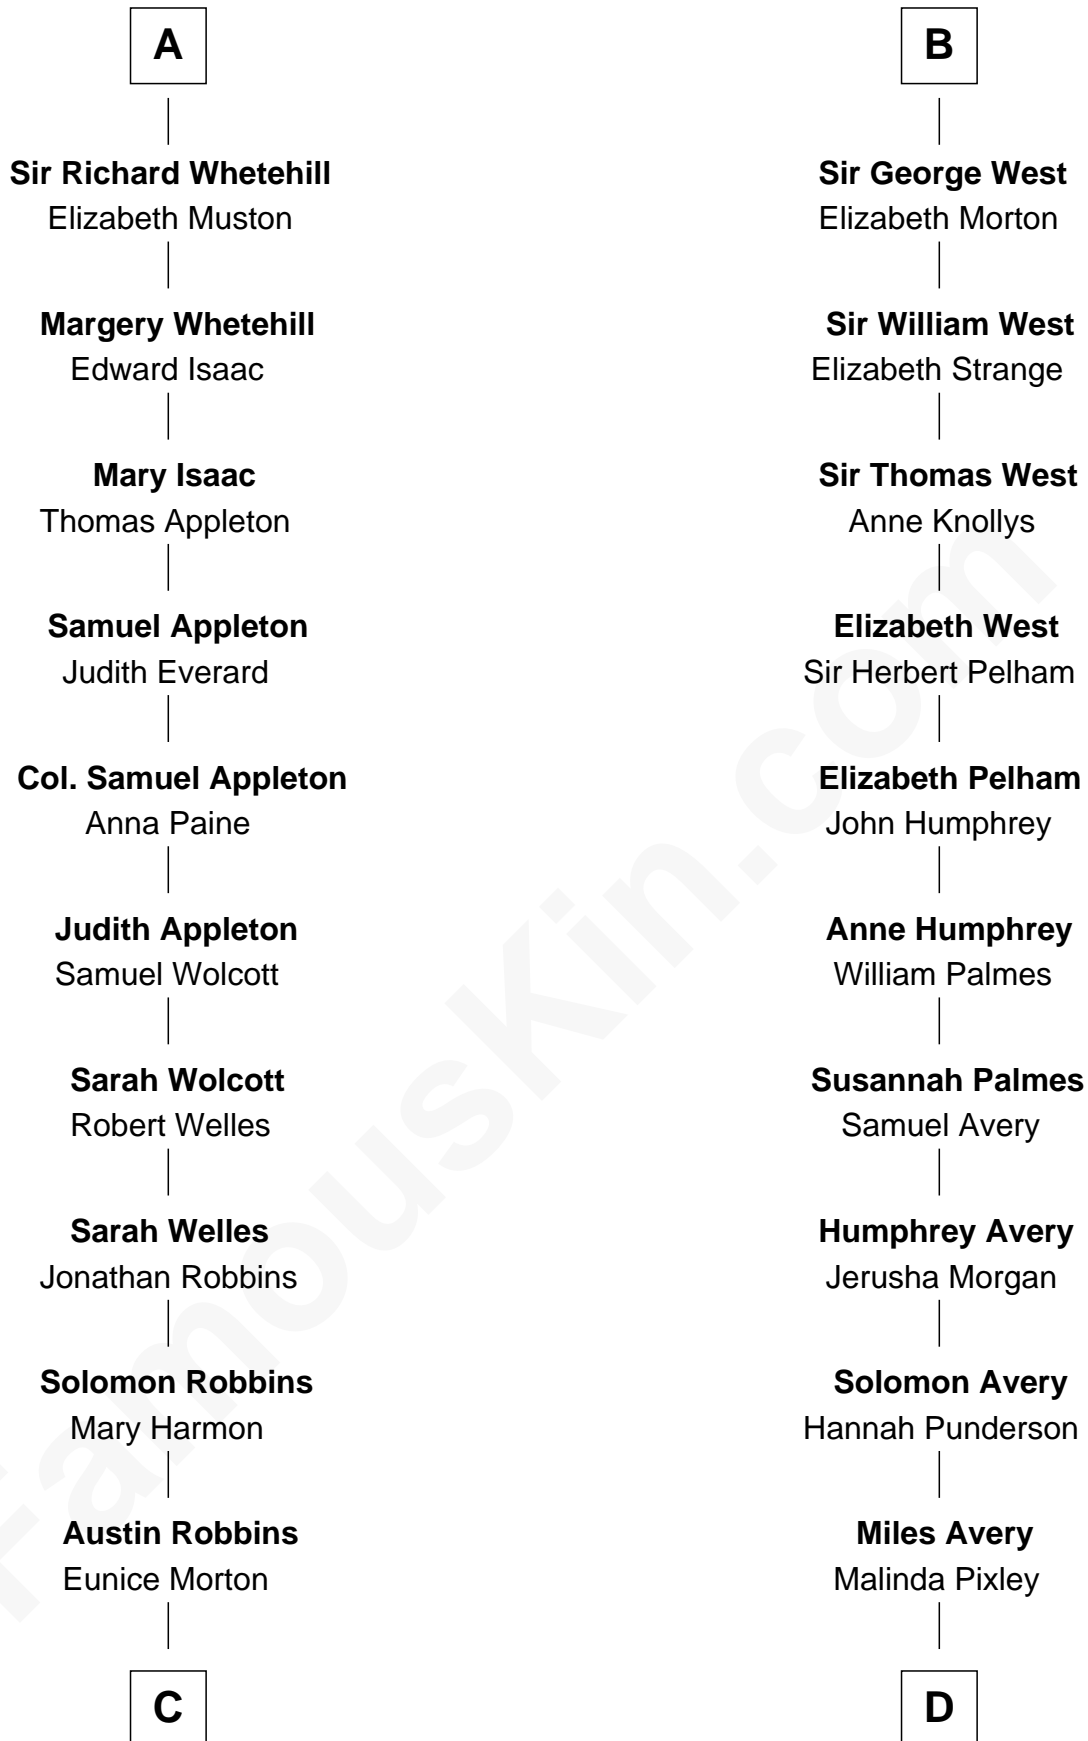 A
Sir Richard Whetehill
Elizabeth Muston
Margery Whetehill
Edward Isaac
Mary Isaac
Thomas Appleton
Samuel Appleton
Judith Everard
Col. Samuel Appleton
Anna Paine
Judith Appleton
Samuel Wolcott
Sarah Wolcott
Robert Welles
Sarah Welles
Jonathan Robbins
Solomon Robbins
Mary Harmon
Austin Robbins
Eunice Morton
C
B
Sir George West
Elizabeth Morton
Sir William West
Elizabeth Strange
Sir Thomas West
Anne Knollys
Elizabeth West
Sir Herbert Pelham
Elizabeth Pelham
John Humphrey
Anne Humphrey
William Palmes
Susannah Palmes
Samuel Avery
Humphrey Avery
Jerusha Morgan
Solomon Avery
Hannah Punderson
Miles Avery
Malinda Pixley
D
FamousKin.com